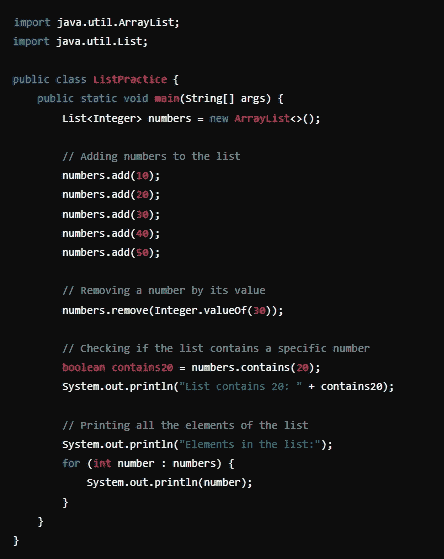 import java.util.ArrayList;
import java.util.List;
public class ListPractice {
    public static void main(String[] args) {
        List<Integer> numbers = new ArrayList<>();
        // Adding numbers to the list
        numbers.add(10);
        numbers.add(20);
        numbers.add(30);
        numbers.add(40);
        numbers.add(50);
        // Removing a number by its value
        numbers.remove(Integer.valueOf(30));
        // Checking if the list contains a specific number
        boolean contains20 = numbers.contains(20);
        System.out.println("List contains 20: " + contains20);
        // Printing all the elements of the list
        System.out.println("Elements in the list:");
        for (int number : numbers) {
            System.out.println(number);
        }
    }
}